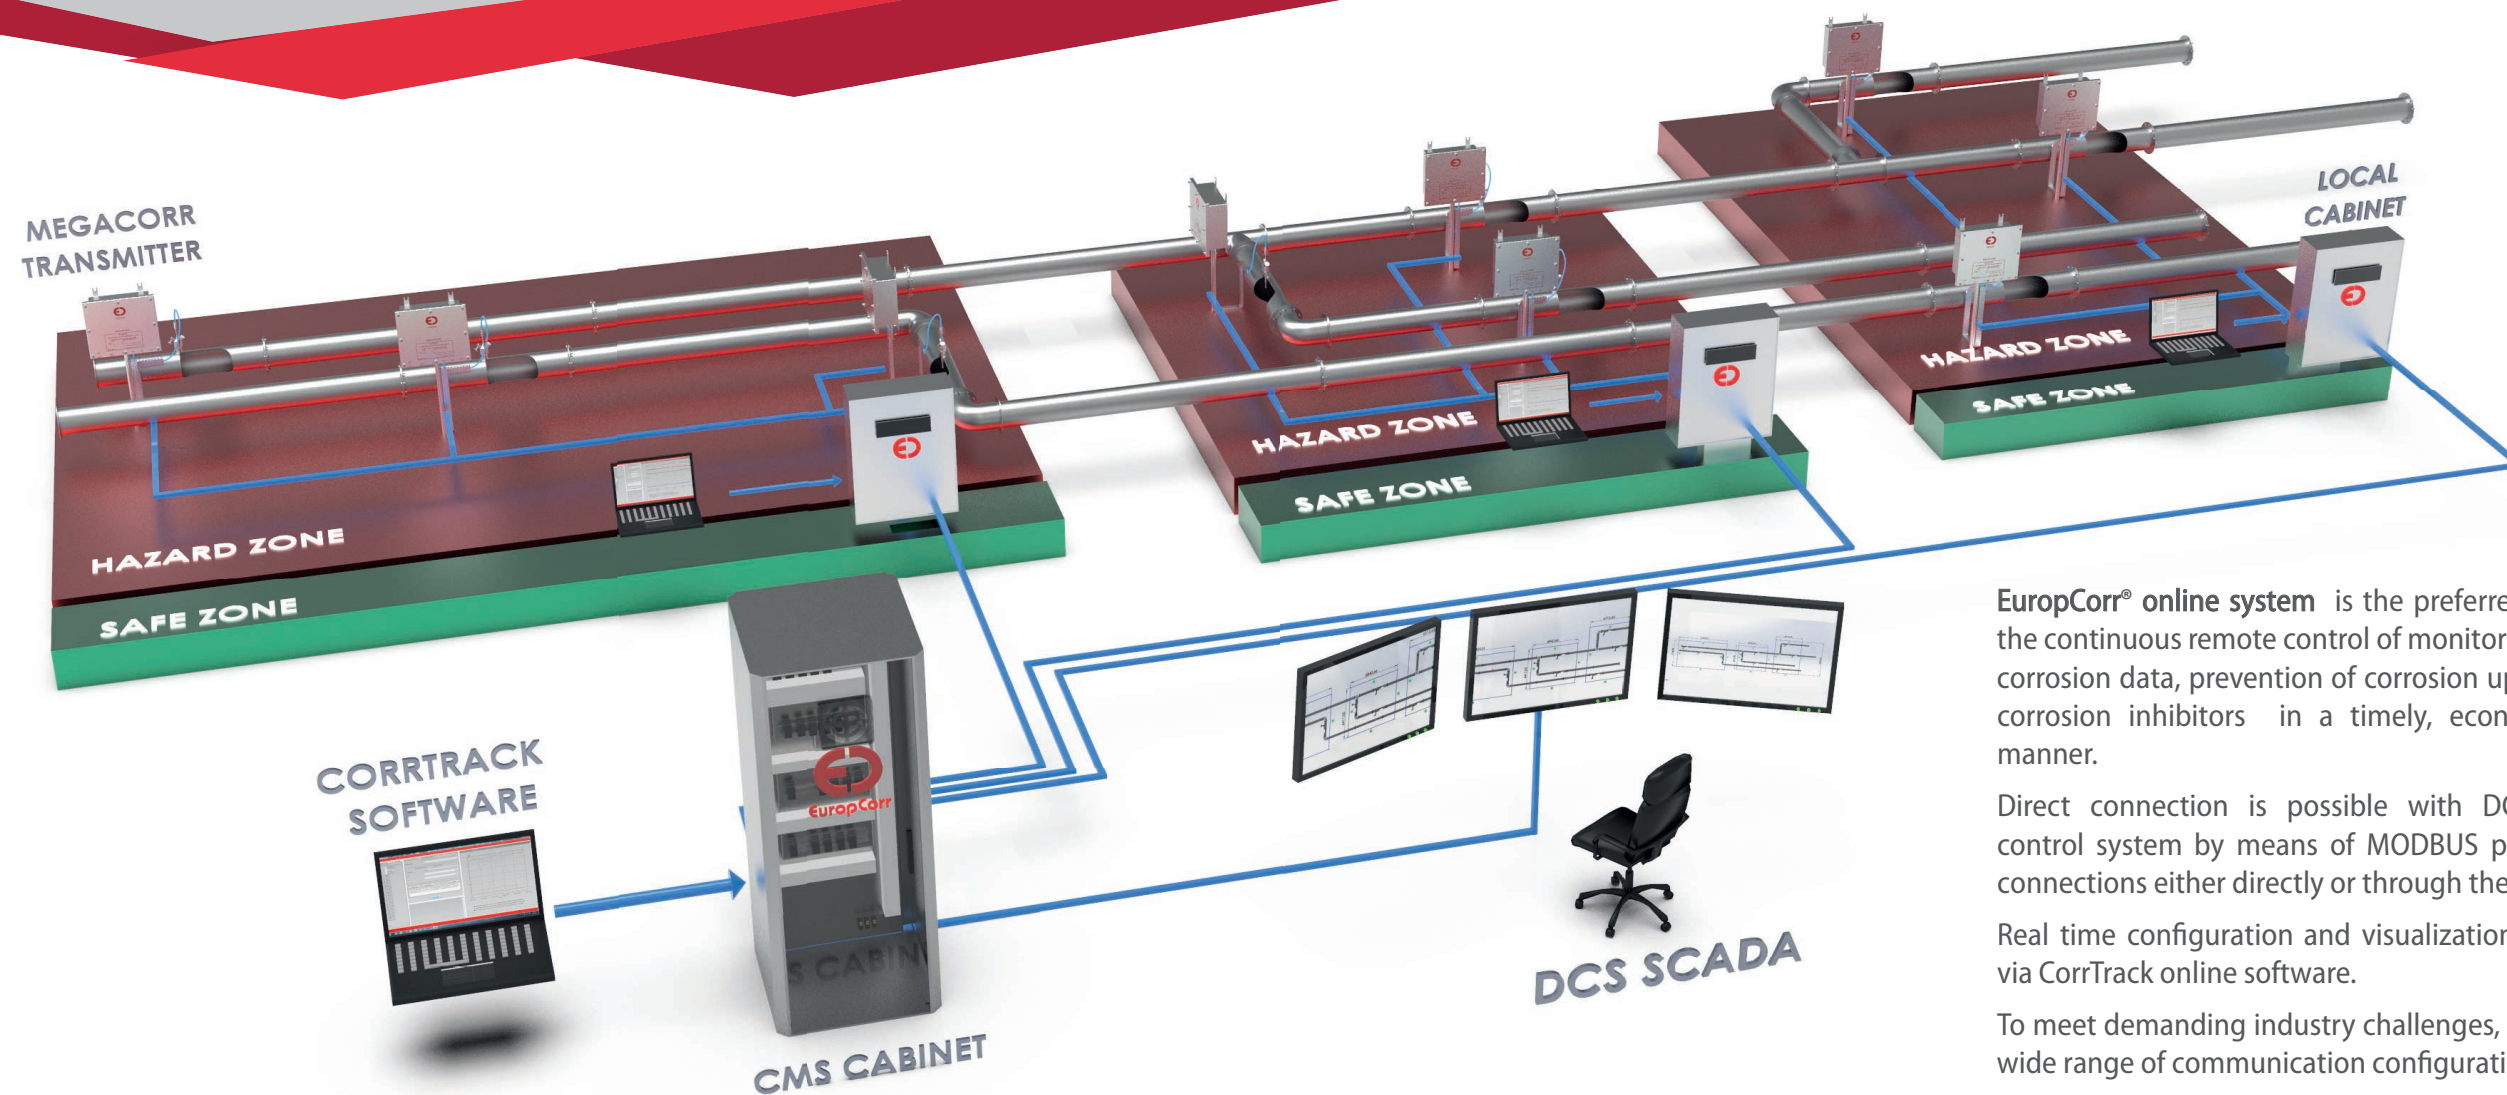 MEGACORR
TRANSMITTER
LOCAL
CABINET
HAZARD ZONE
SAFE ZONE
HAZARD ZONE
SAFE ZONE
HAZARD ZONE
SAFE ZONE
CORRTRACK
SOFTWARE
EuropCorr
CMS CABINET
DCS SCADA
EuropCorr® online system is the preferre
the continuous remote control of monitor
corrosion data, prevention of corrosion up
corrosion inhibitors in a timely, econ
manner.
Direct connection is possible with DC
control system by means of MODBUS p
connections either directly or through the
Real time configuration and visualization
via CorrTrack online software.
To meet demanding industry challenges,
wide range of communication configurati